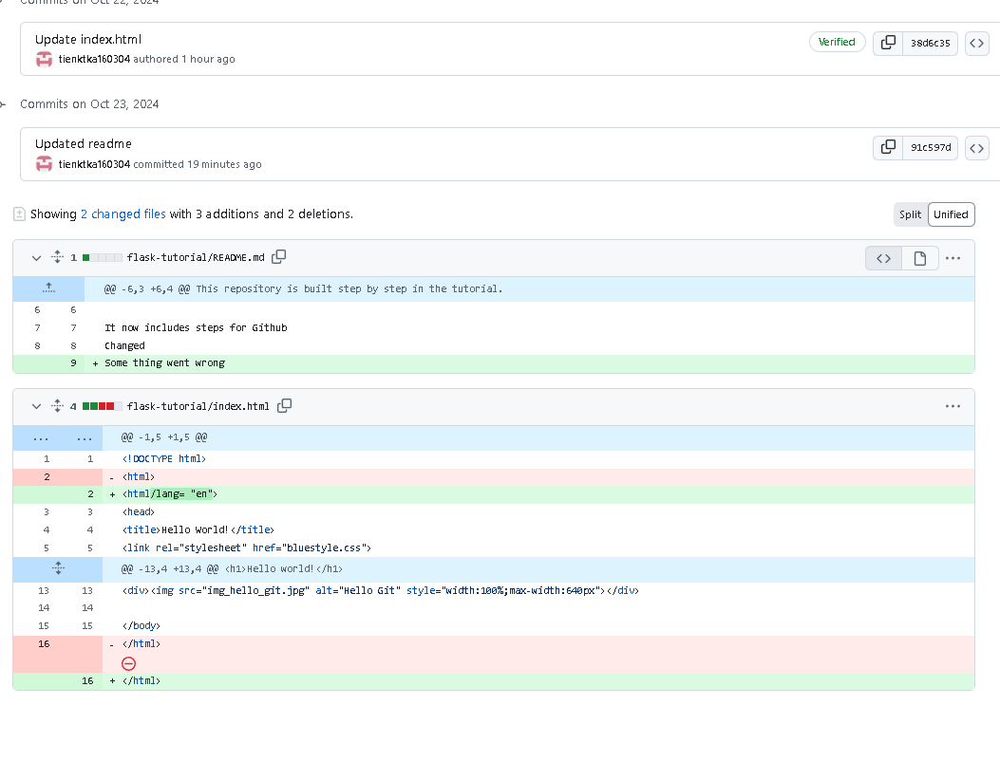 Commits on Oct 22, 2024
Update index.html
Verified
38d6c35
tienktka160304 authored 1 hour ago
Commits on Oct 23, 2024
Updated readme
91c597d
tienktka160304 committed 19 minutes ago
Showing 2 changed files with 3 additions and 2 deletions.
Split Unified
1 flask-tutorial/README.md
@@ -6,3 +6,4 @@ This repository is built step by step in the tutorial.
6 6
7 7 It now includes steps for Github
8 8 Changed
9 + Some thing went wrong
4 flask-tutorial/index.html
... ... @@ -1,5 +1,5 @@
1 1 <!DOCTYPE html>
2 - <html>
2 + <html/lang= "en">
3 3 <head>
4 4 <title>Hello World!</title>
5 5 <link rel="stylesheet" href="bluestyle.css">
@@ -13,4 +13,4 @@ <h1>Hello world!</h1>
13 13 <div><img src="img_hello_git.jpg" alt="Hello Git" style="width:100%;max-width:640px"></div>
14 14
15 15 </body>
16 - </html>
16 + </html>